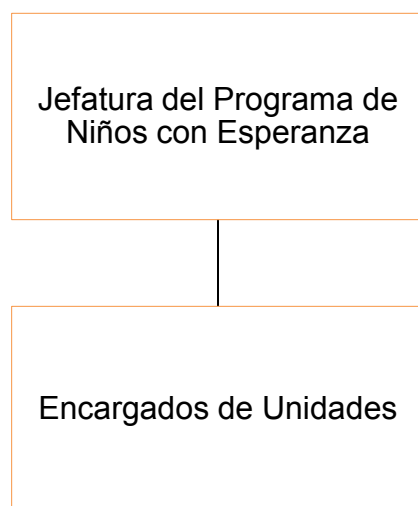 Jefatura del Programa de
Niños con Esperanza
Encargados de Unidades